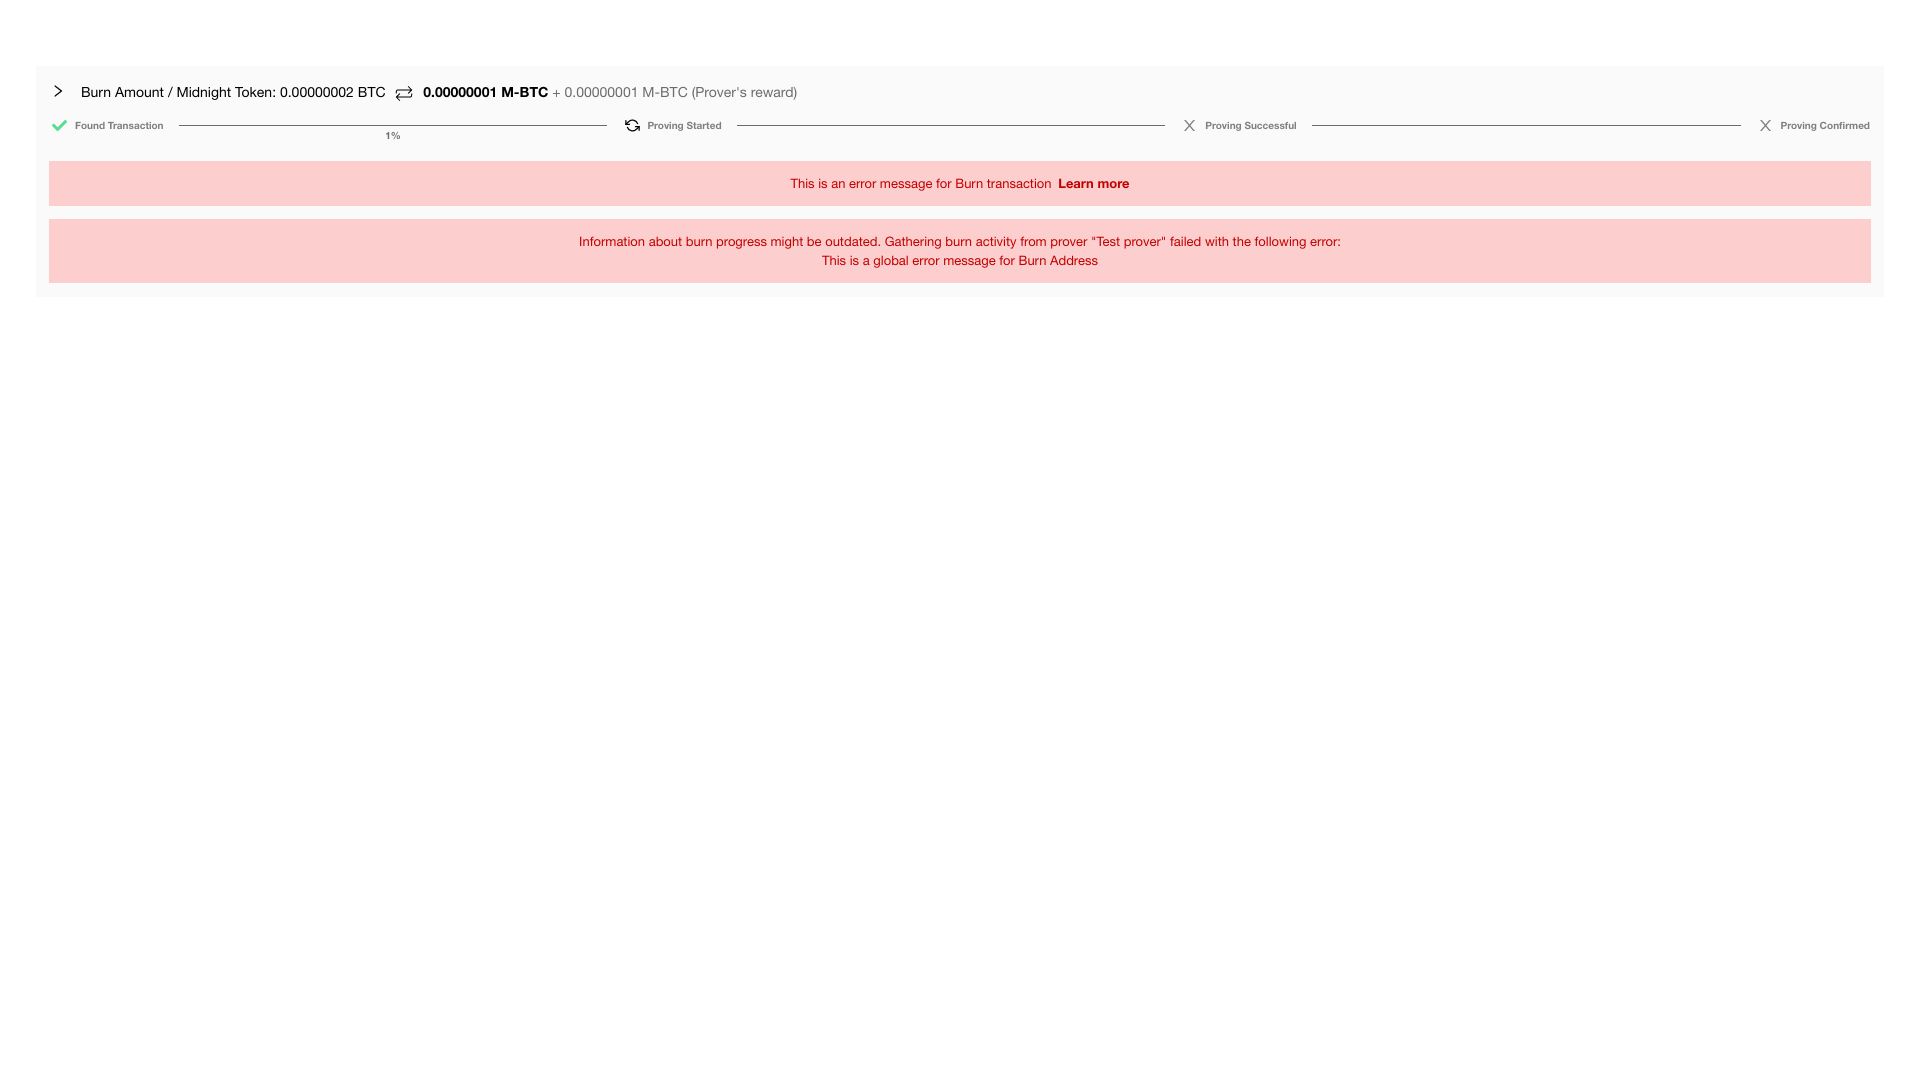 Burn Amount / Midnight Token: 0.00000002 BTC 0.00000001 M-BTC + 0.00000001 M-BTC (Prover's reward)
Found Transaction Proving Started Proving Successful Proving Confirmed
1%
This is an error message for Burn transaction Learn more
Information about burn progress might be outdated. Gathering burn activity from prover "Test prover" failed with the following error:
This is a global error message for Burn Address